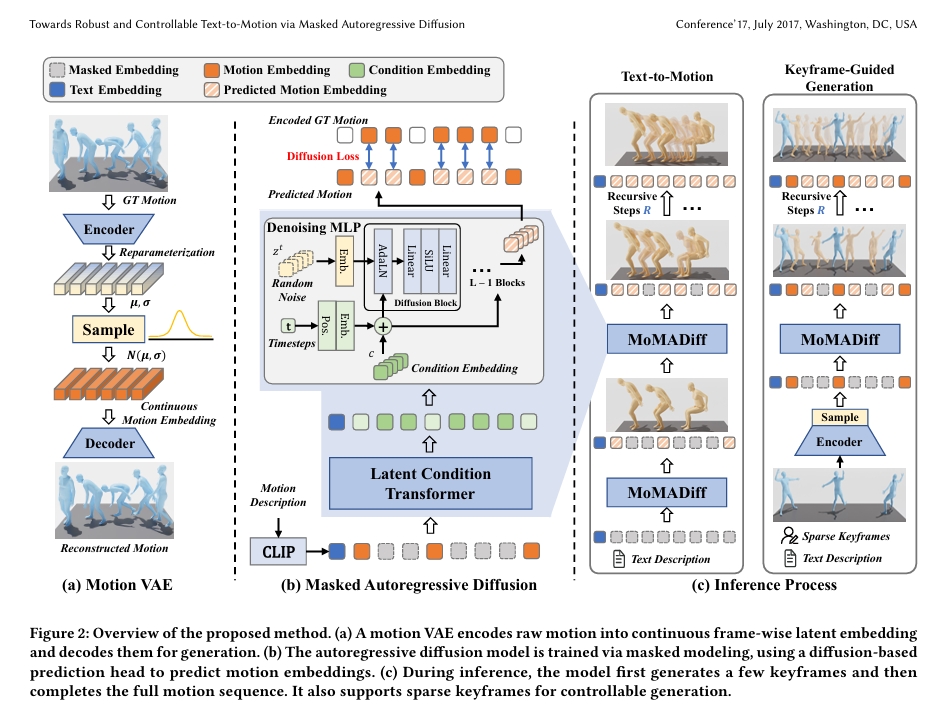 Towards Robust and Controllable Text-to-Motion via Masked Autoregressive Diffusion
Conference'17, July 2017, Washington, DC, USA
Masked Embedding
Motion Embedding
Condition Embedding
Text Embedding
Predicted Motion Embedding
GT Motion
Encoder
Reparameterization
μ, σ
Sample
N(μ, σ)
Continuous
Motion Embedding
Decoder
Reconstructed Motion
(a) Motion VAE
Encoded GT Motion
Diffusion Loss
Predicted Motion
Denoising MLP
z^t
Random
Noise
Emb.
AdaLN
Linear
SiLU
Linear
Diffusion Block
...
L − 1 Blocks
t
Timesteps
Pos.
Emb.
+
c
Condition Embedding
Latent Condition
Transformer
Motion
Description
CLIP
(b) Masked Autoregressive Diffusion
Text-to-Motion
Recursive
Steps R
...
MoMADiff
MoMADiff
Text Description
Keyframe-Guided
Generation
Recursive
Steps R
...
MoMADiff
Sample
Encoder
Sparse Keyframes
Text Description
(c) Inference Process
Figure 2: Overview of the proposed method. (a) A motion VAE encodes raw motion into continuous frame-wise latent embedding
and decodes them for generation. (b) The autoregressive diffusion model is trained via masked modeling, using a diffusion-based
prediction head to predict motion embeddings. (c) During inference, the model first generates a few keyframes and then
completes the full motion sequence. It also supports sparse keyframes for controllable generation.